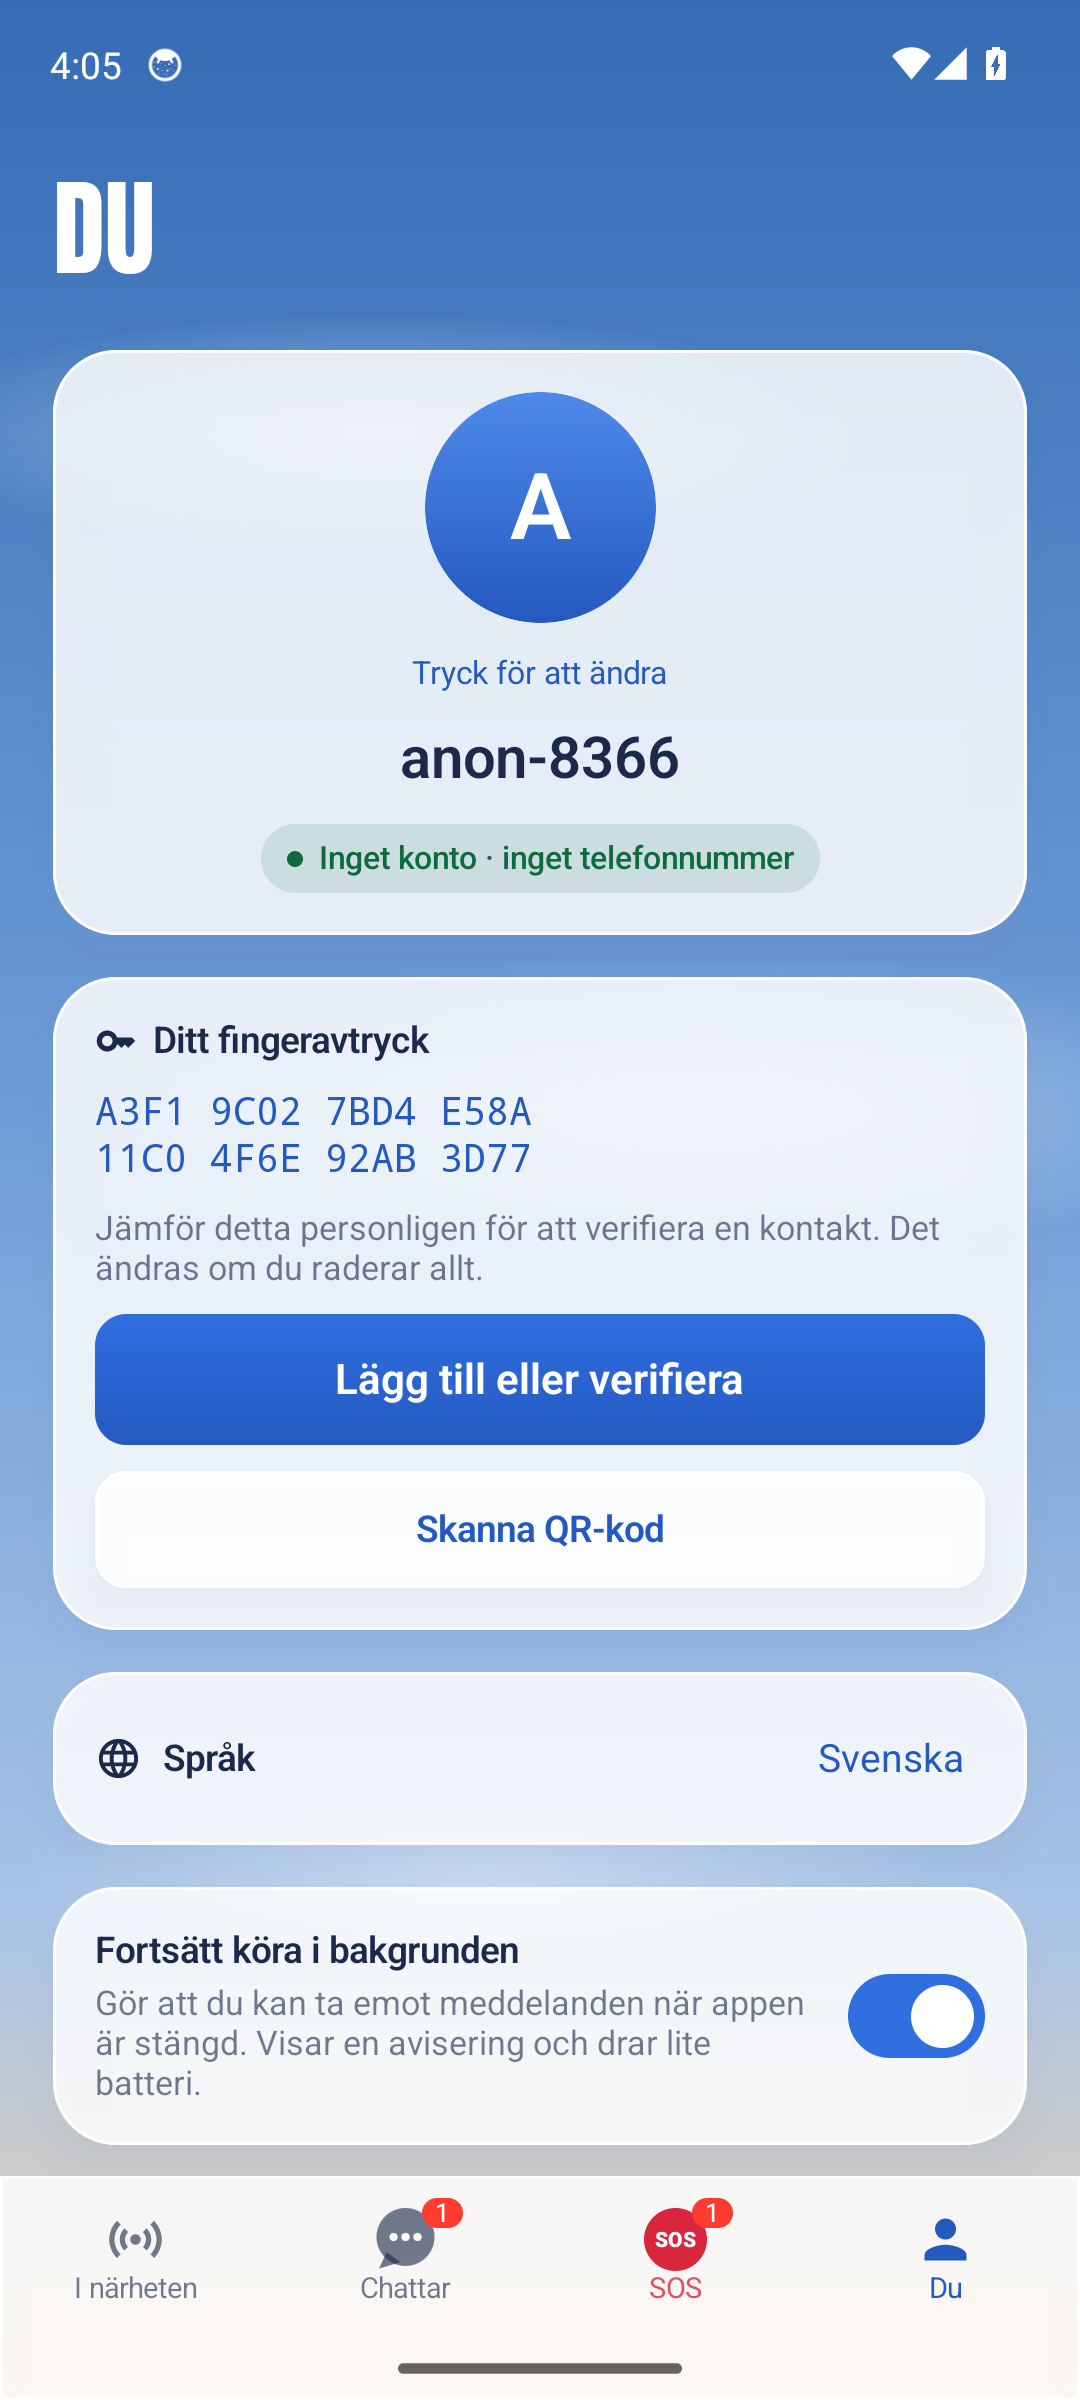 4:05
DU
A
Tryck för att ändra
anon-8366
Inget konto · inget telefonnummer
Ditt fingeravtryck
A3F1 9C02 7BD4 E58A
11C0 4F6E 92AB 3D77
Jämför detta personligen för att verifiera en kontakt. Det
ändras om du raderar allt.
Lägg till eller verifiera
Skanna QR-kod
Språk
Svenska
Fortsätt köra i bakgrunden
Gör att du kan ta emot meddelanden när appen
är stängd. Visar en avisering och drar lite
batteri.
1
SOS
1
I närheten
Chattar
SOS
Du